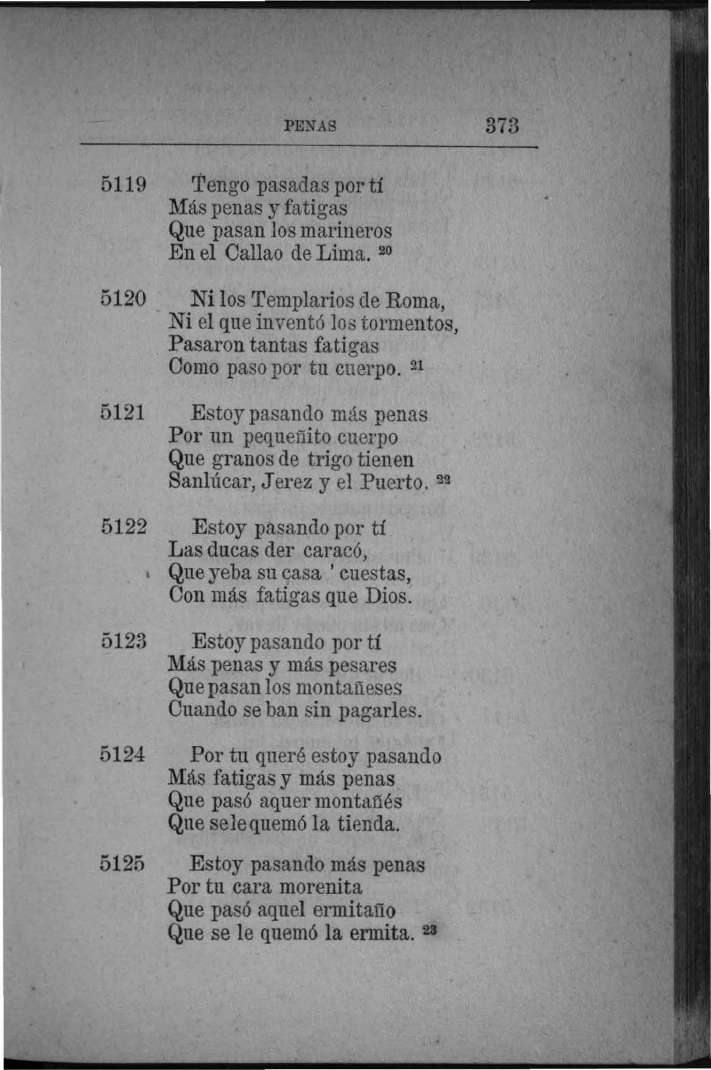 PENAS 373
5119 Tengo pasadas por tí
Más penas y fatigas
Que pasan los marineros
En el Callao de Lima. 20
5120 Ni los Templarios de Roma,
Ni el que inventó los tormentos,
Pasaron tantas fatigas
Como paso por tu cuerpo. 21
5121 Estoy pasando más penas
Por un pequeñito cuerpo
Que granos de trigo tienen
Sanlúcar, Jerez y el Puerto. 22
5122 Estoy pasando por tí
Las ducas der caracó,
Que yeba su casa ' cuestas,
Con más fatigas que Dios.
5123 Estoy pasando por tí
Más penas y más pesares
Que pasan los montañeses
Cuando se ban sin pagarles.
5124 Por tu queré estoy pasando
Más fatigas y más penas
Que pasó aquer montañés
Que se le quemó la tienda.
5125 Estoy pasando más penas
Por tu cara morenita
Que pasó aquel ermitaño
Que se le quemó la ermita. 23